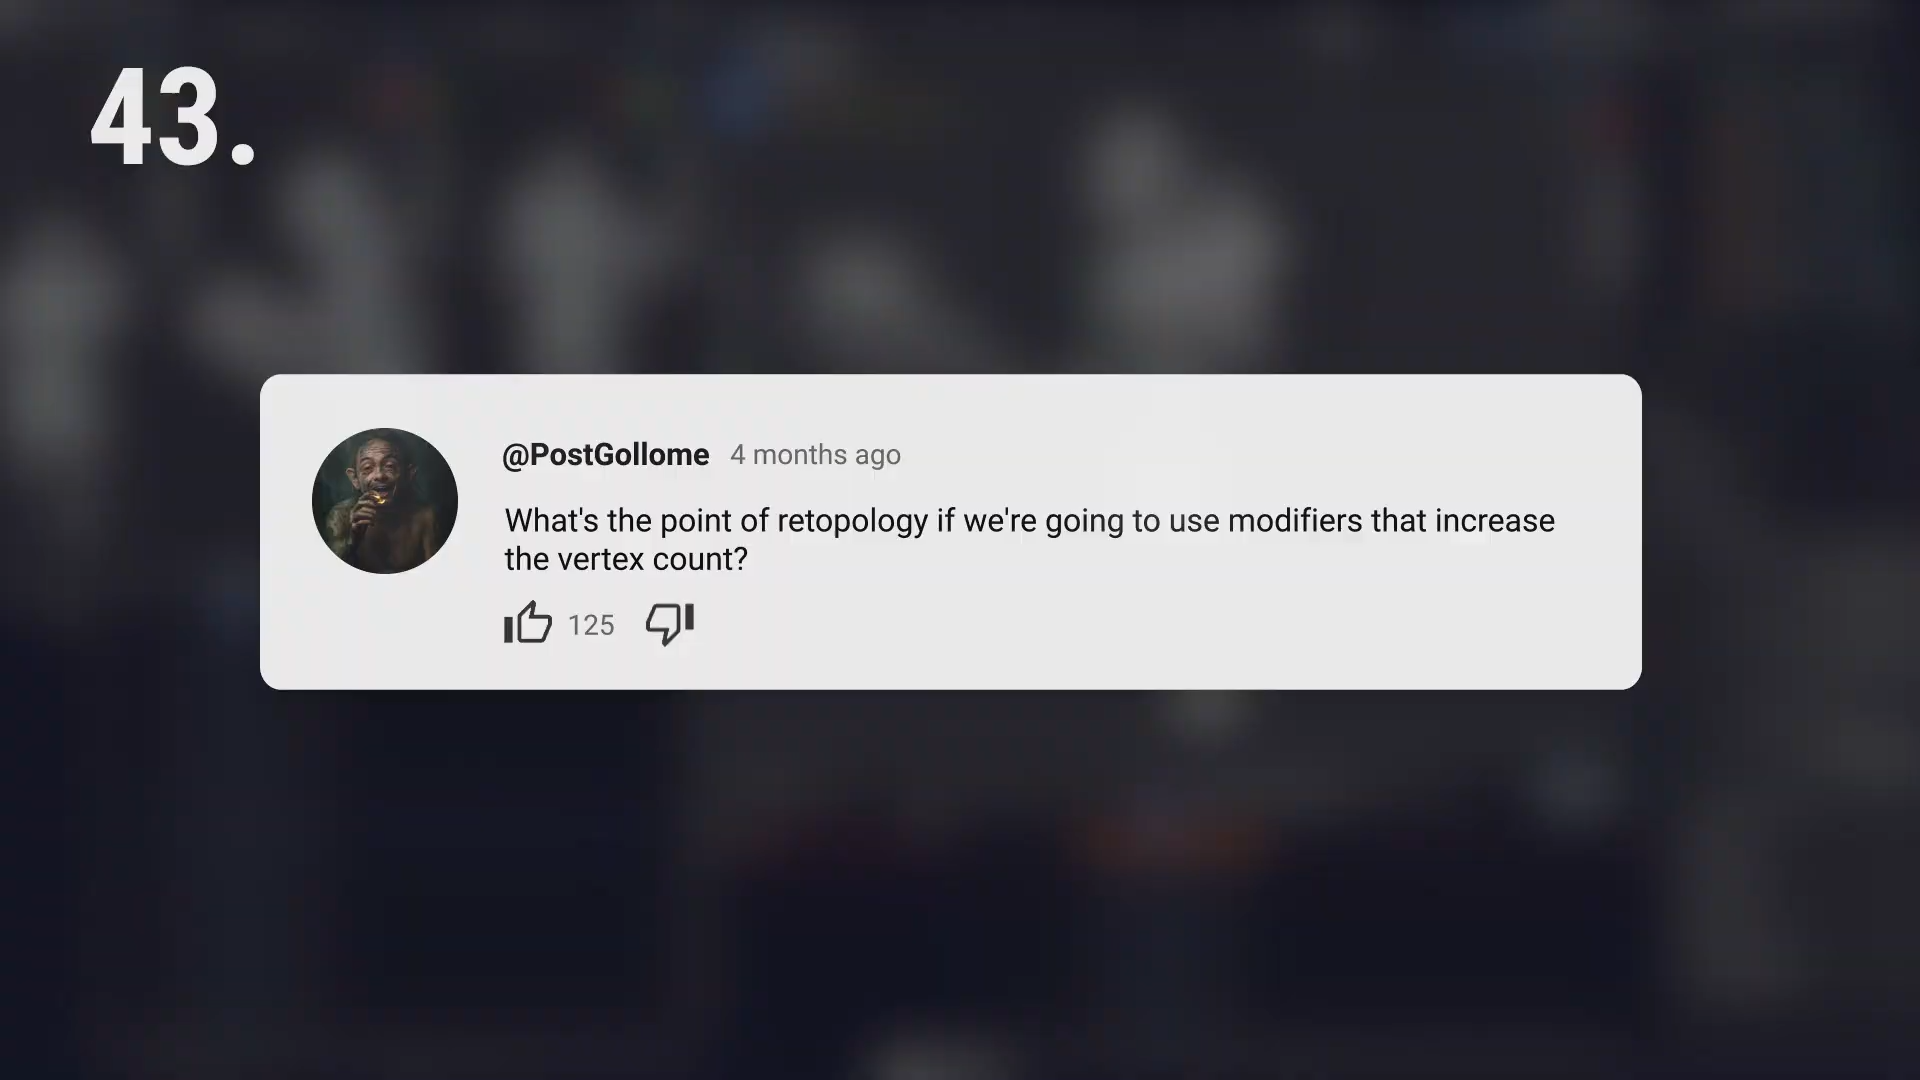 43.
@PostGollome 4 months ago
What's the point of retopology if we're going to use modifiers that increase
the vertex count?
125